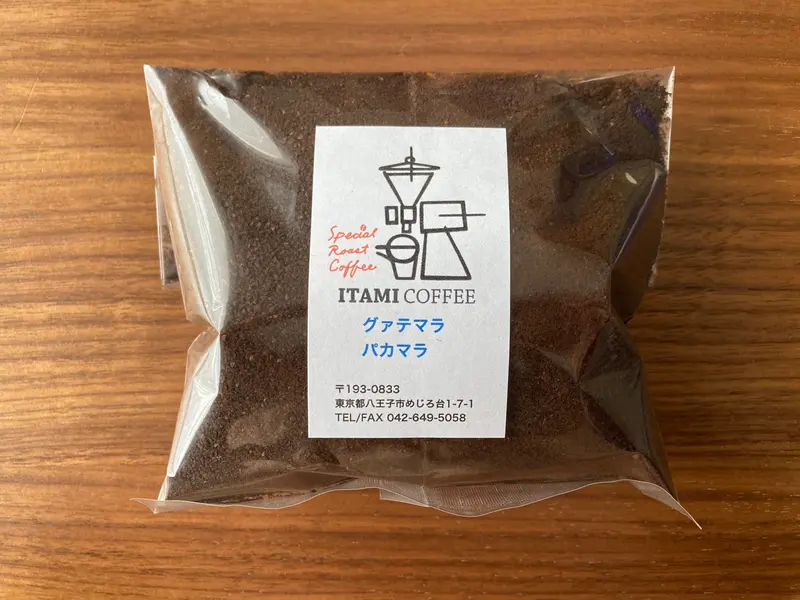 Special
Roast
Coffee
ITAMI COFFEE
グァテマラ
パカマラ
〒193-0833
東京都八王子市めじろ台1-7-1
TEL/FAX 042-649-5058